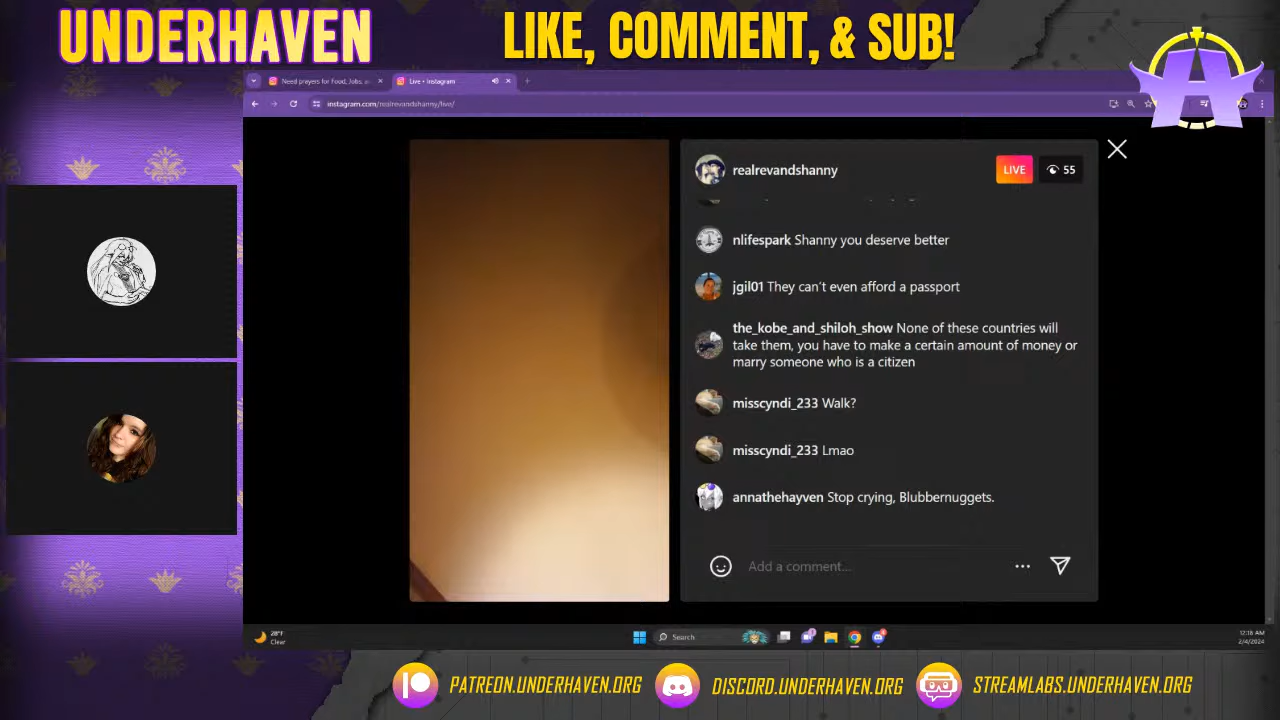 UNDERHAVEN
LIKE, COMMENT, & SUB!
Need prayers for Food, Jobs, a
Live • Instagram
instagram.com/realrevandshanny/live/
realrevandshanny
LIVE
55
nlifespark Shanny you deserve better
jgil01 They can't even afford a passport
the_kobe_and_shiloh_show None of these countries will
take them, you have to make a certain amount of money or
marry someone who is a citizen
misscyndi_233 Walk?
misscyndi_233 Lmao
annathehayven Stop crying, Blubbernuggets.
Add a comment...
28°F
Clear
Search
12:18 AM
2/4/2024
PATREON.UNDERHAVEN.ORG
DISCORD.UNDERHAVEN.ORG
STREAMLABS.UNDERHAVEN.ORG